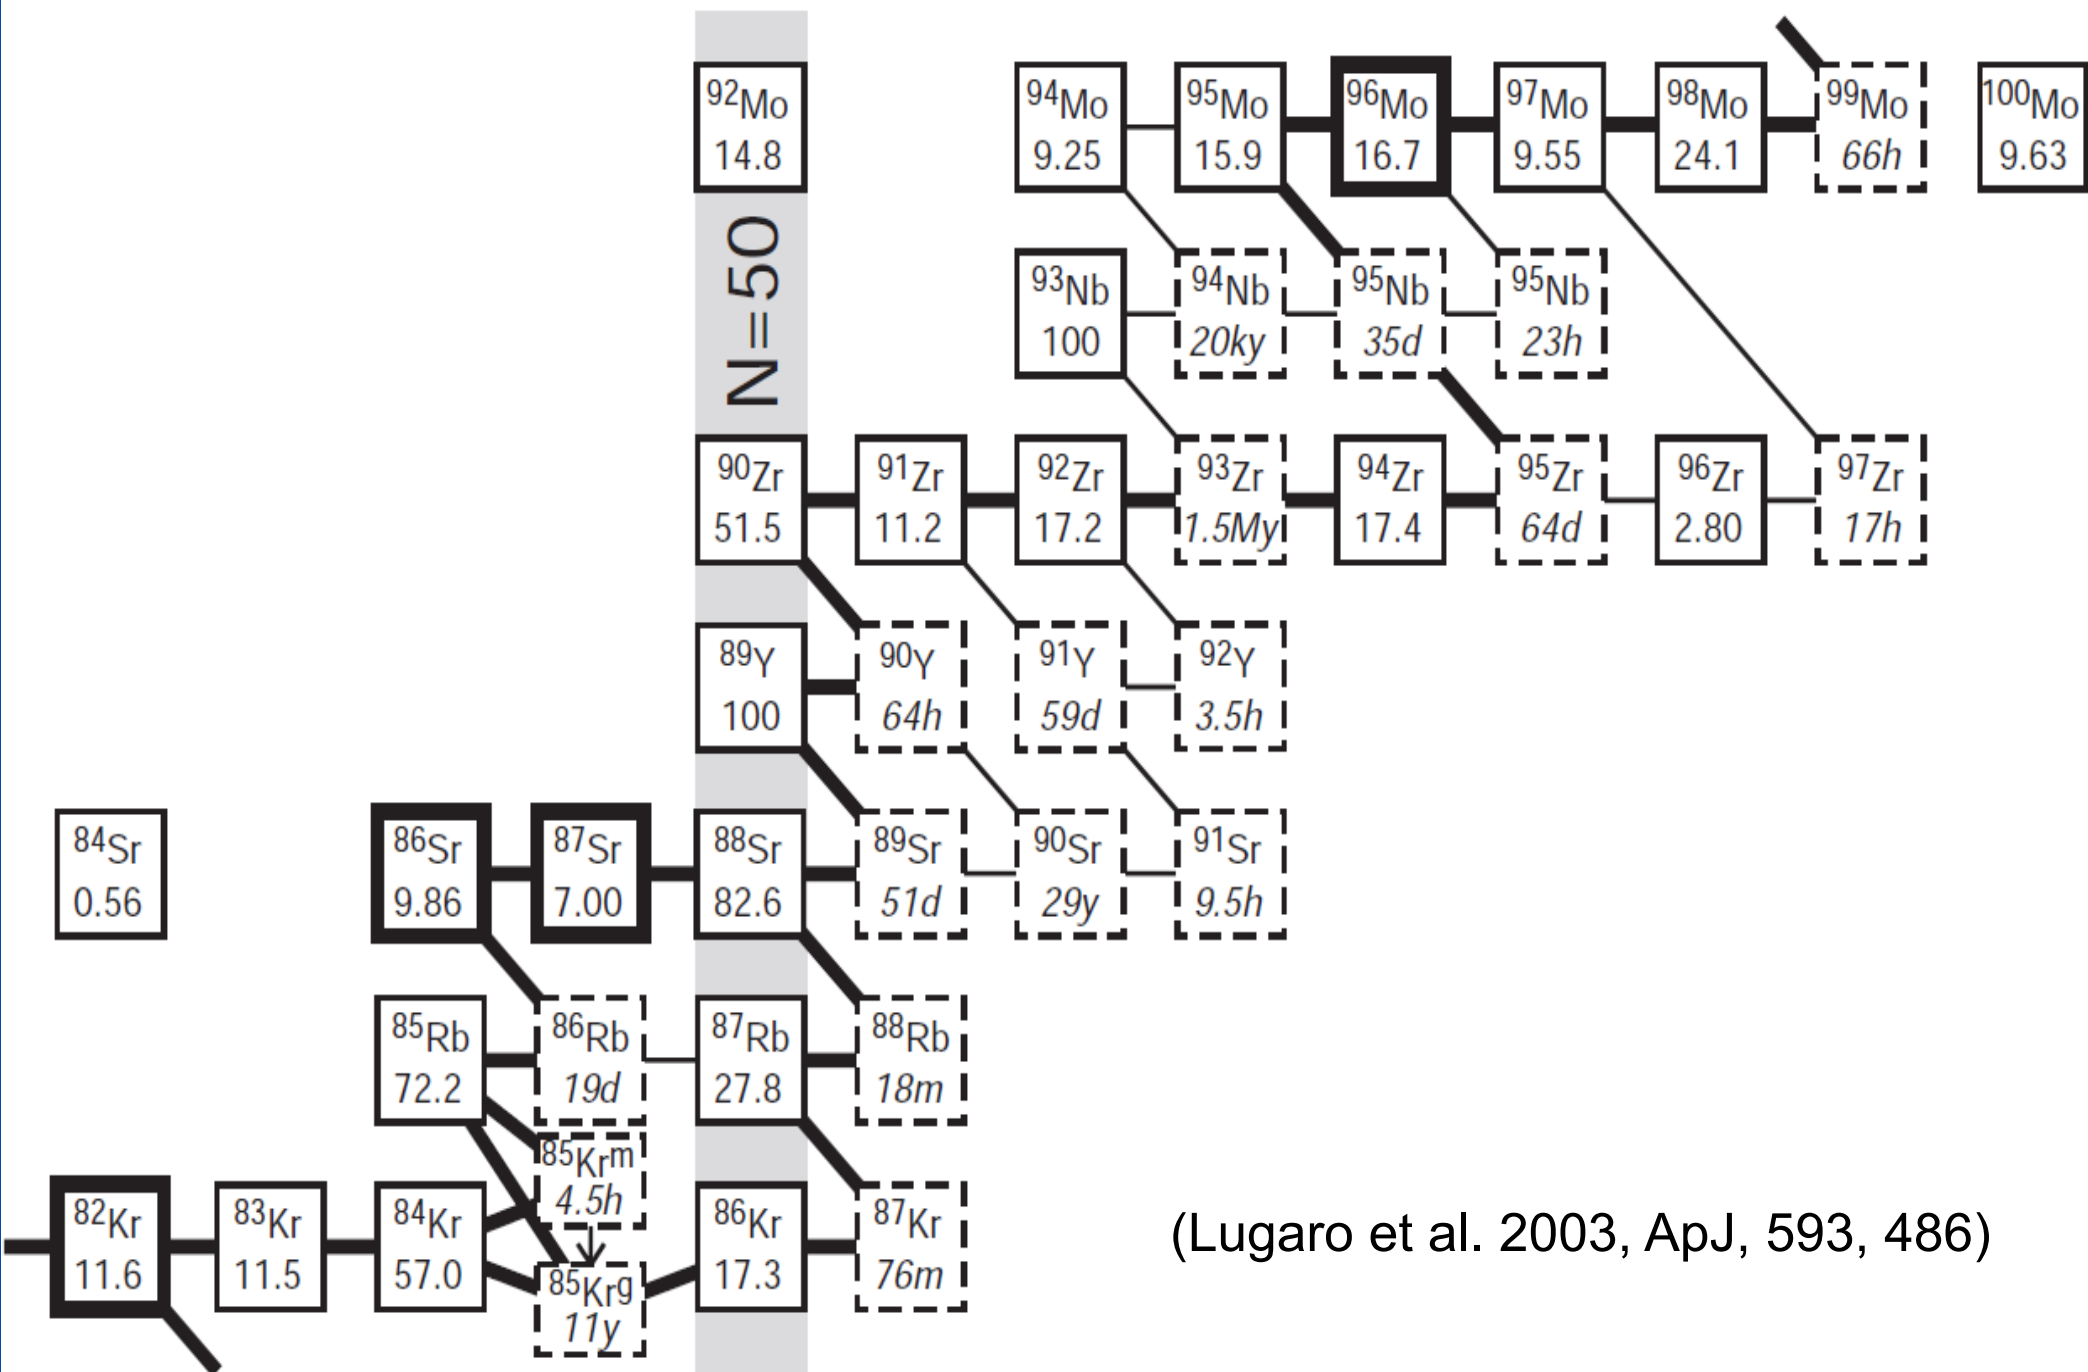 92Mo 94Mo 95Mo 96Mo 97Mo 98Mo 99Mo 100Mo
14.8 9.25 15.9 16.7 9.55 24.1 66h 9.63
N=50
93Nb 94Nb 95Nb 95Nb
100 20ky 35d 23h
90Zr 91Zr 92Zr 93Zr 94Zr 95Zr 96Zr 97Zr
51.5 11.2 17.2 1.5My 17.4 64d 2.80 17h
89Y 90Y 91Y 92Y
100 64h 59d 3.5h
84Sr 86Sr 87Sr 88Sr 89Sr 90Sr 91Sr
0.56 9.86 7.00 82.6 51d 29y 9.5h
85Rb 86Rb 87Rb 88Rb
72.2 19d 27.8 18m
85Krm
4.5h
82Kr 83Kr 84Kr 86Kr 87Kr
11.6 11.5 57.0 17.3 76m
85Krg
11y
(Lugaro et al. 2003, ApJ, 593, 486)